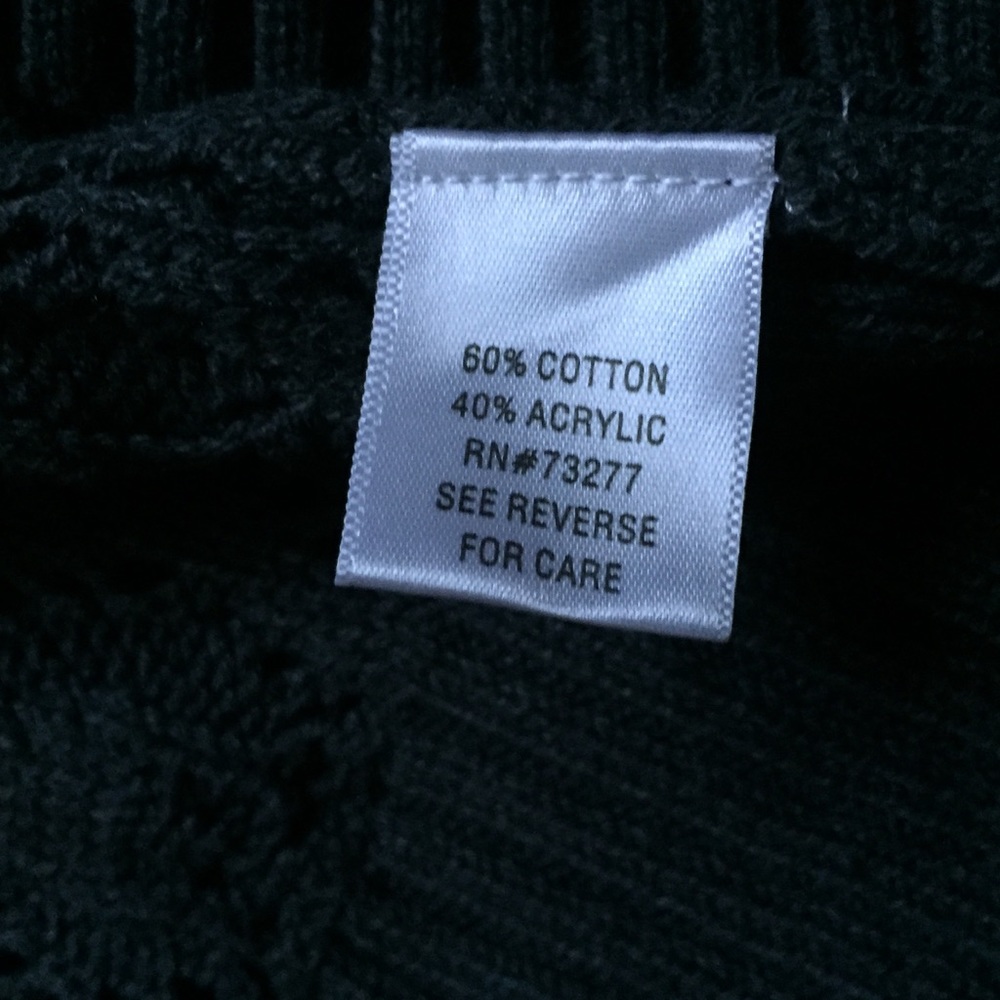 60% COTTON
40% ACRYLIC
RN#73277
SEE REVERSE
FOR CARE